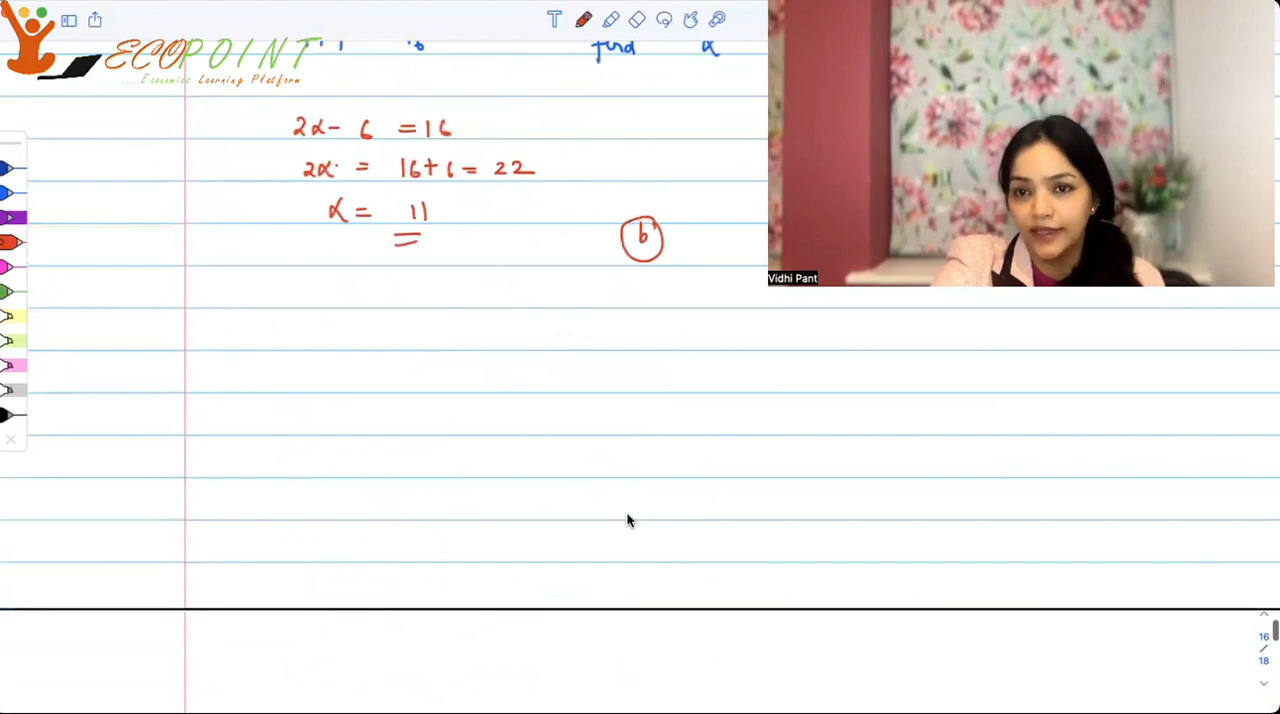 ECOPOINT
.....Economics Learning Platform
find α
2α- 6 = 16
2α = 16+6 = 22
α = 11
b
Vidhi Pant
16
/
18